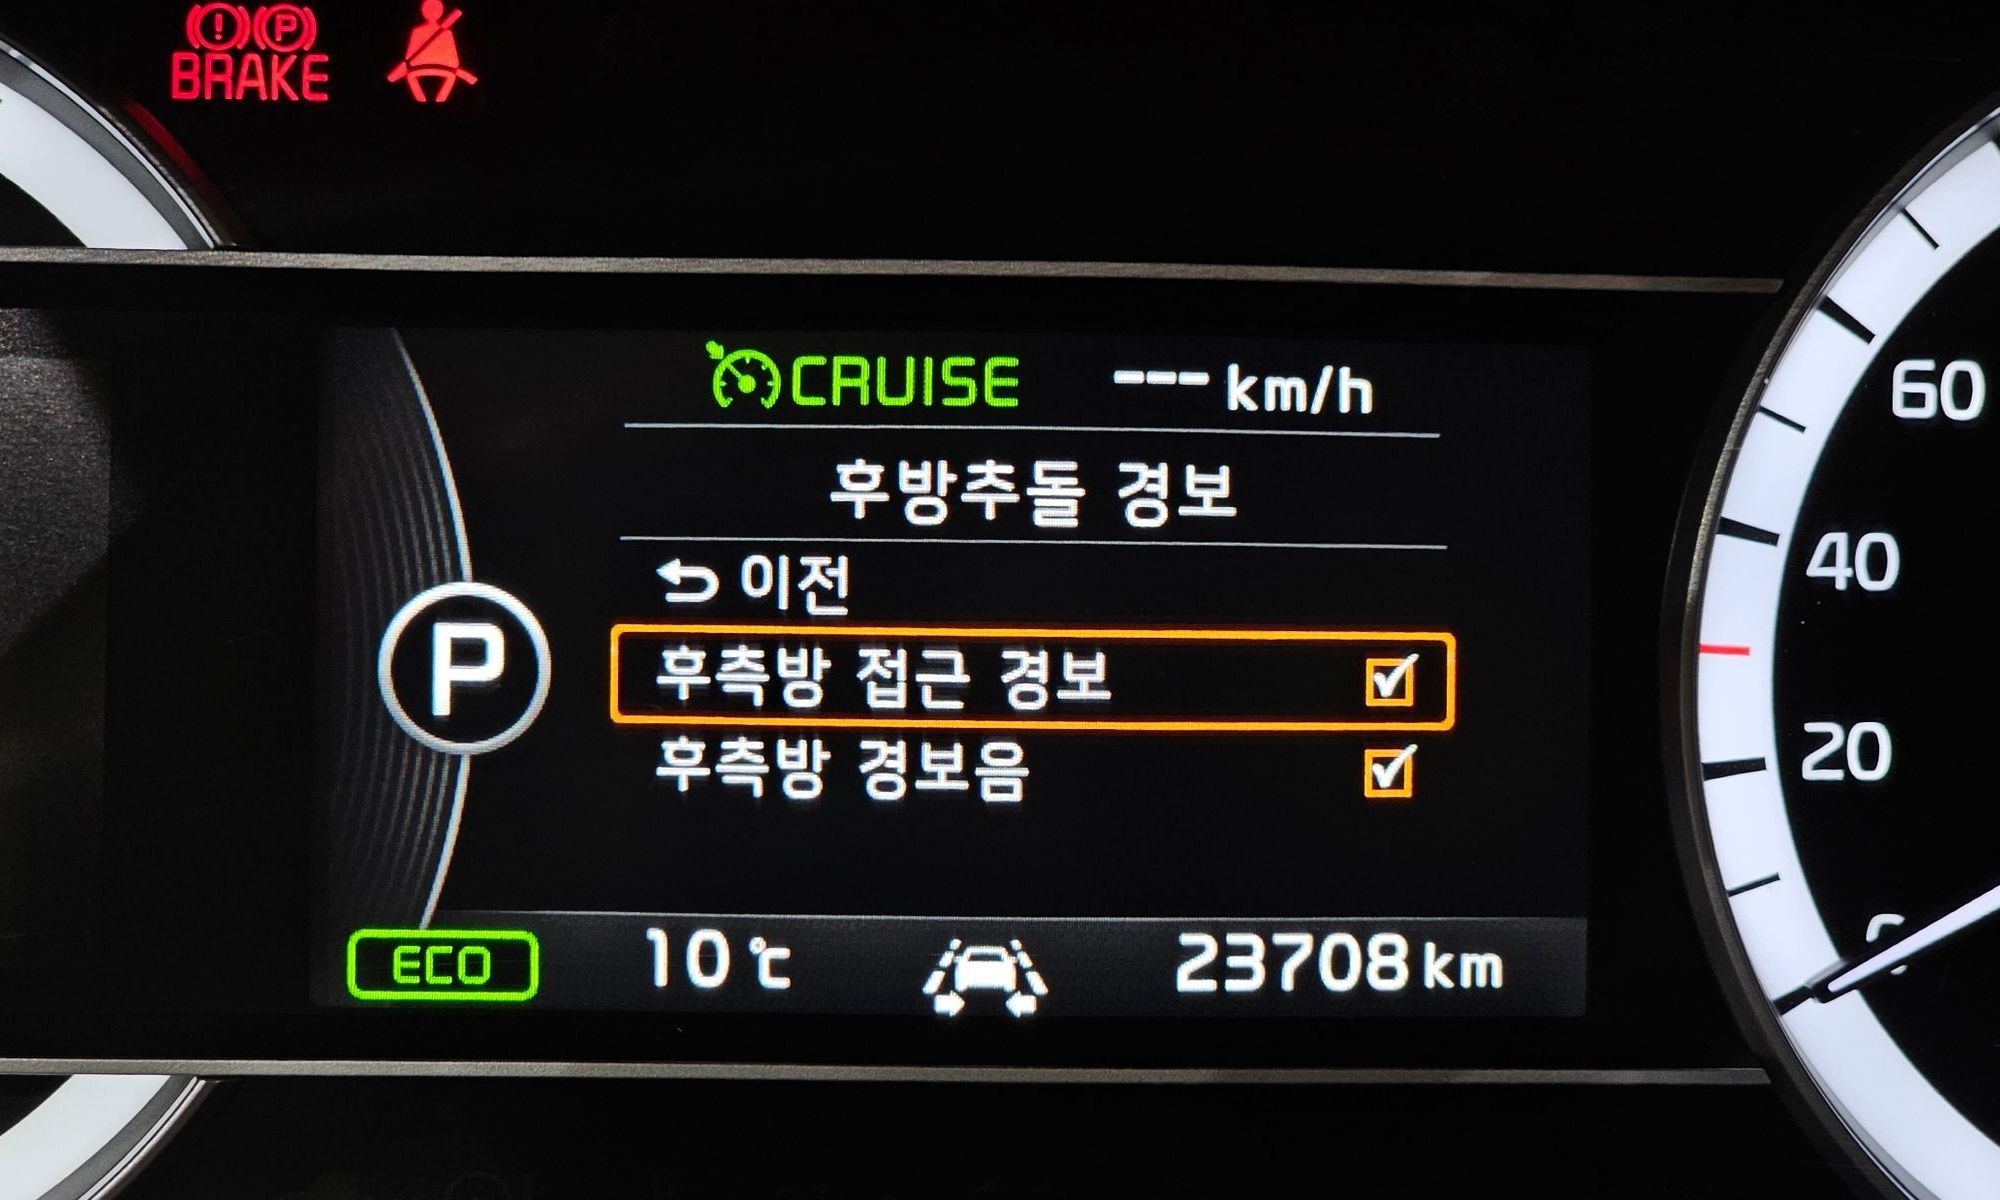 BRAKE
CRUISE --- km/h
후방추돌 경보
이전
후측방 접근 경보
후측방 경보음
P
ECO 10℃ 23708 km
60
40
20